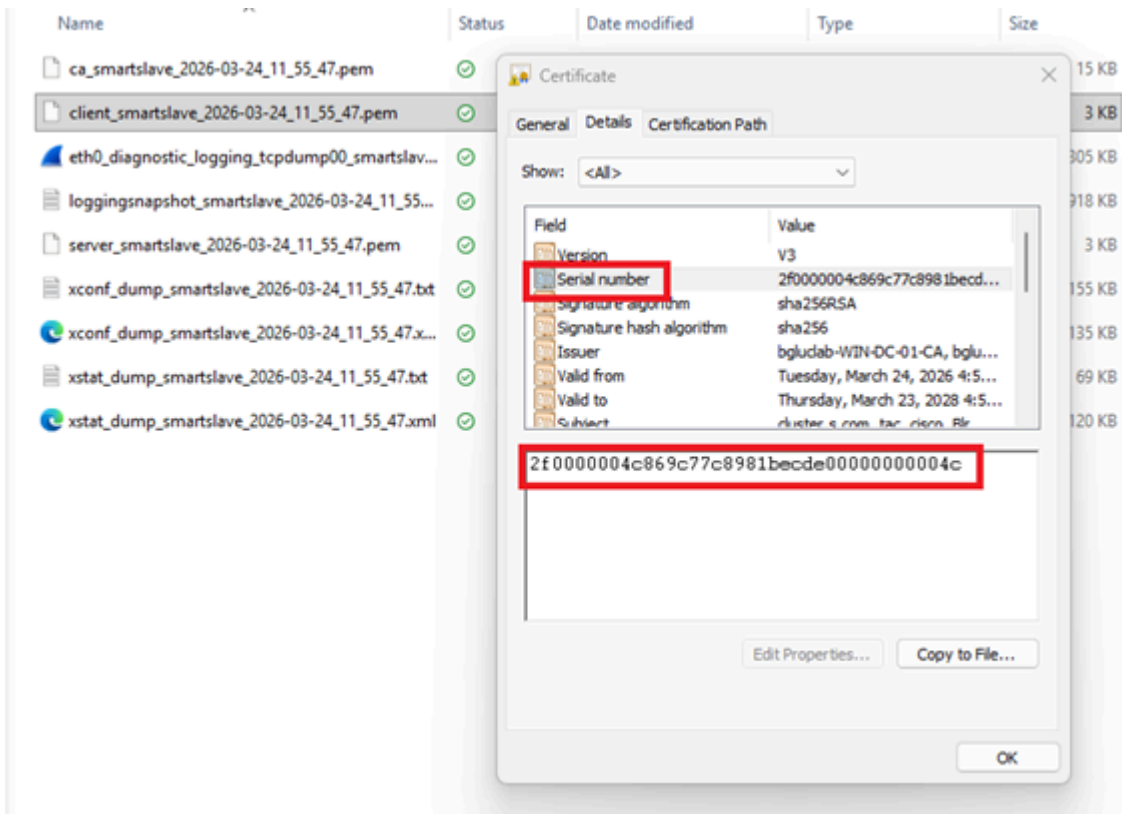 Name Status Date modified Type Size
ca_smartslave_2026-03-24_11_55_47.pem 15 KB
client_smartslave_2026-03-24_11_55_47.pem 3 KB
eth0_diagnostic_logging_tcpdump00_smartslav... 305 KB
loggingsnapshot_smartslave_2026-03-24_11_55... 918 KB
server_smartslave_2026-03-24_11_55_47.pem 3 KB
xconf_dump_smartslave_2026-03-24_11_55_47.txt 155 KB
xconf_dump_smartslave_2026-03-24_11_55_47.x... 135 KB
xstat_dump_smartslave_2026-03-24_11_55_47.txt 69 KB
xstat_dump_smartslave_2026-03-24_11_55_47.xml 120 KB
Certificate
General Details Certification Path
Show: <All>
Field Value
Version V3
Serial number 2f0000004c869c77c8981becd...
Signature algorithm sha256RSA
Signature hash algorithm sha256
Issuer bgluclab-WIN-DC-01-CA, bglu...
Valid from Tuesday, March 24, 2026 4:5...
Valid to Thursday, March 23, 2028 4:5...
Subject cluster s com, tac, cisco, Blr
2f0000004c869c77c8981becde00000000004c
Edit Properties... Copy to File...
OK